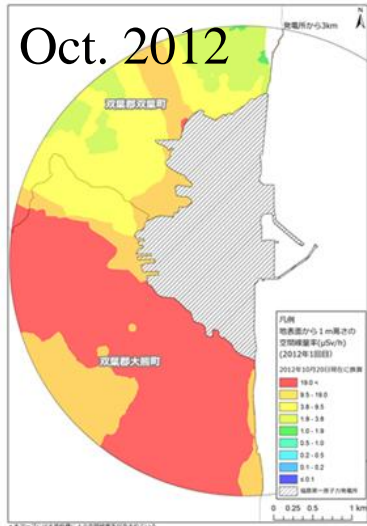 Oct. 2012
発電所から3km
N
双葉郡双葉町
双葉郡大熊町
凡例
地表面から1m高さの
空間線量率(μSv/h)
(2012年1回目)
2012年10月20日現在に換算
19.0 <
9.5 - 19.0
3.8 - 9.5
1.9 - 3.8
1.0 - 1.9
0.5 - 1.0
0.2 - 0.5
0.1 - 0.2
≤ 0.1
福島第一原子力発電所
0 0.25 0.5 1 km